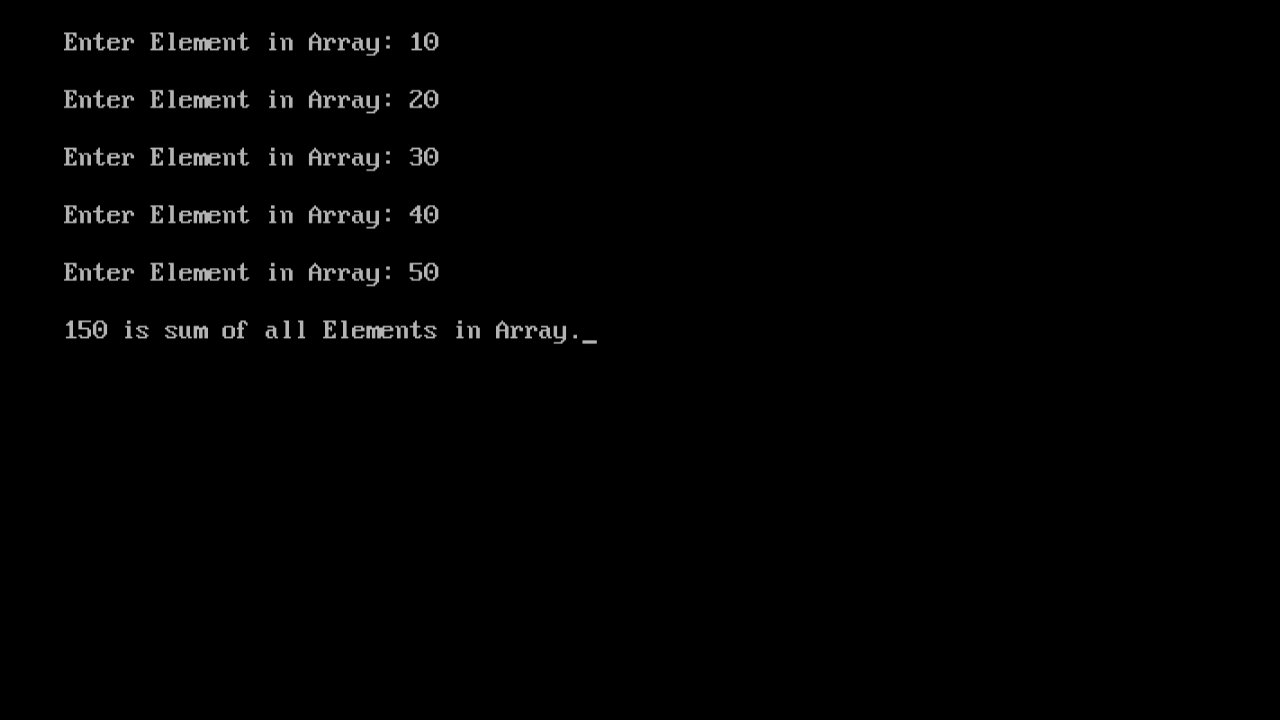 Enter Element in Array: 10
Enter Element in Array: 20
Enter Element in Array: 30
Enter Element in Array: 40
Enter Element in Array: 50
150 is sum of all Elements in Array._